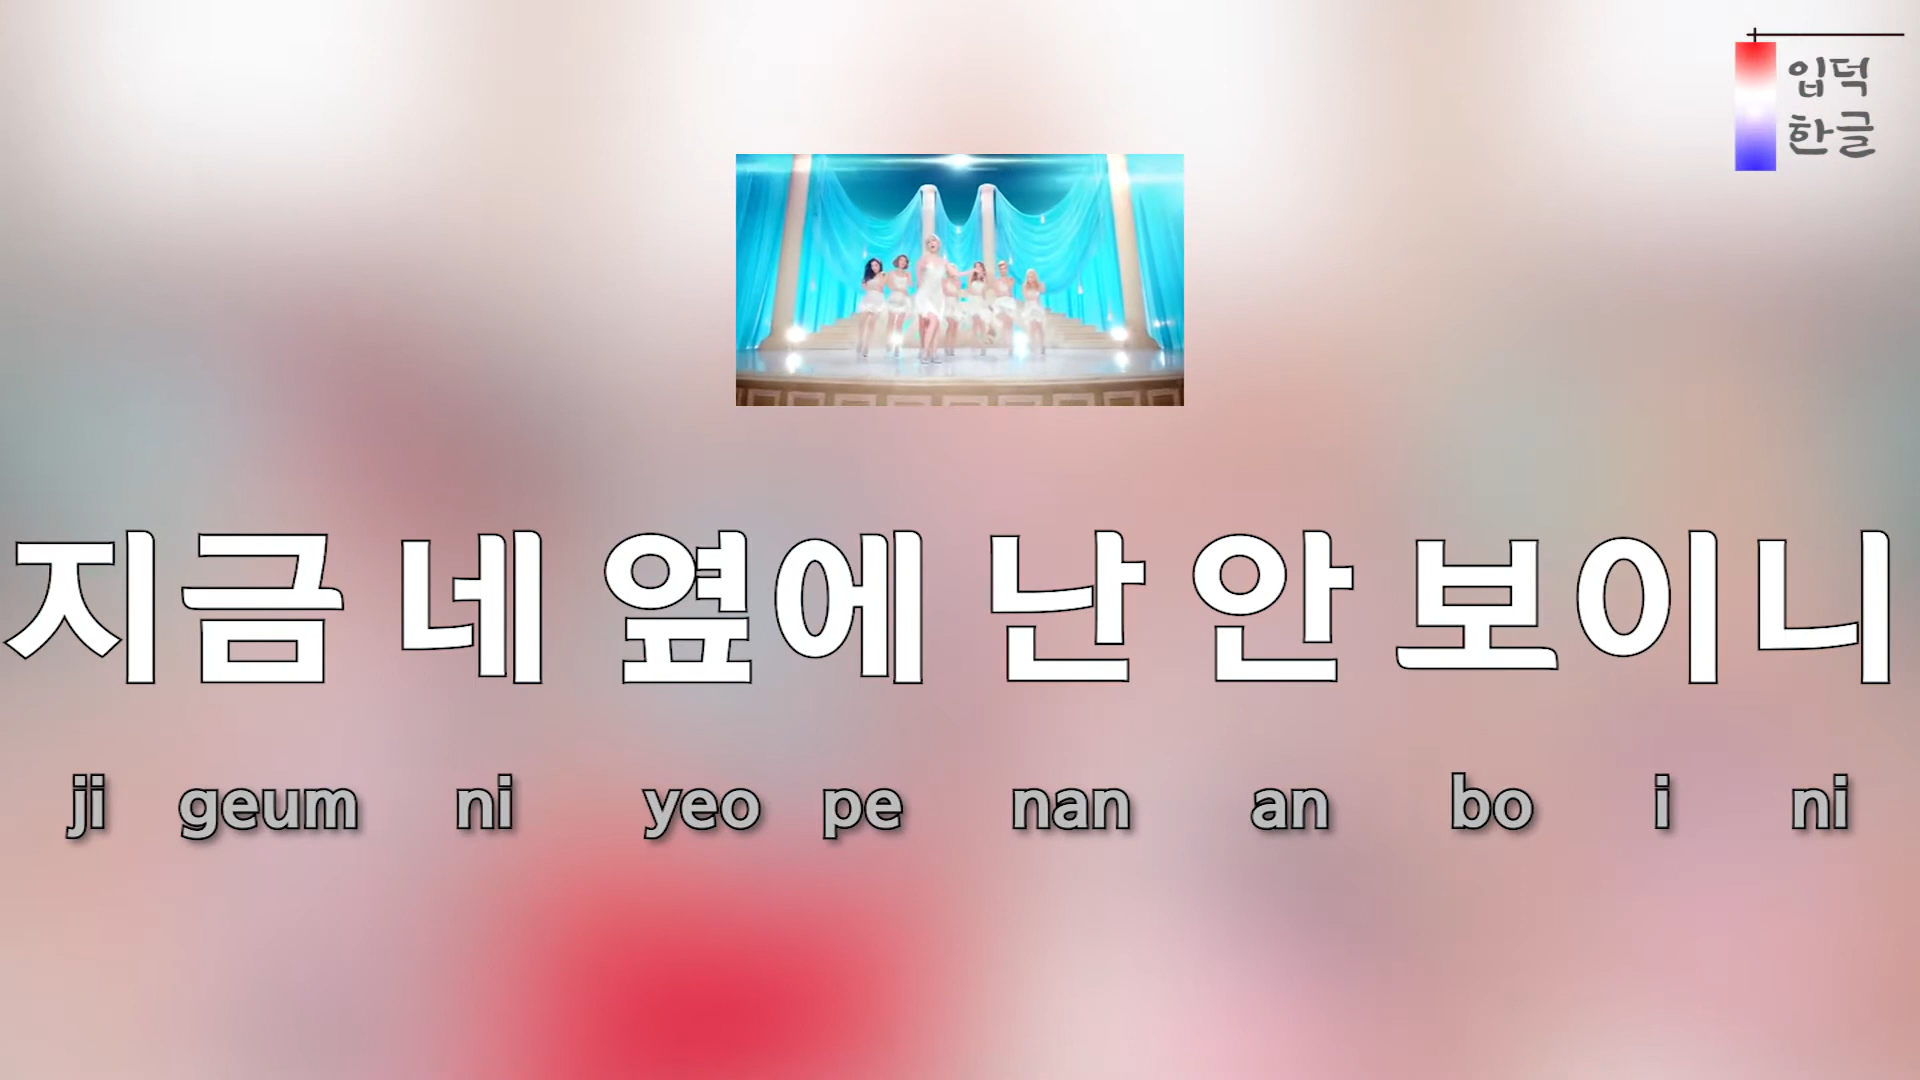 입덕
한글
지금 네 옆에 난 안 보이니
ji geum ni yeo pe nan an bo i ni